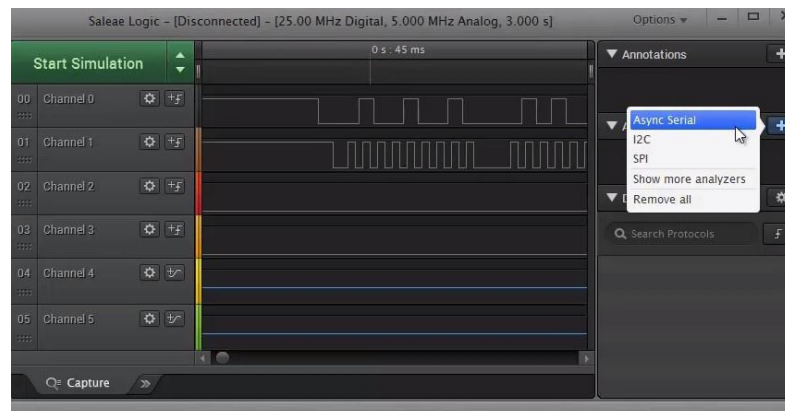 Saleae Logic – [Disconnected] – [25.00 MHz Digital, 5.000 MHz Analog, 3.000 s]
Options
Start Simulation
0 s : 45 ms
Annotations
00 Channel 0
01 Channel 1
02 Channel 2
03 Channel 3
04 Channel 4
05 Channel 5
Async Serial
I2C
SPI
Show more analyzers
Remove all
Search Protocols
Capture